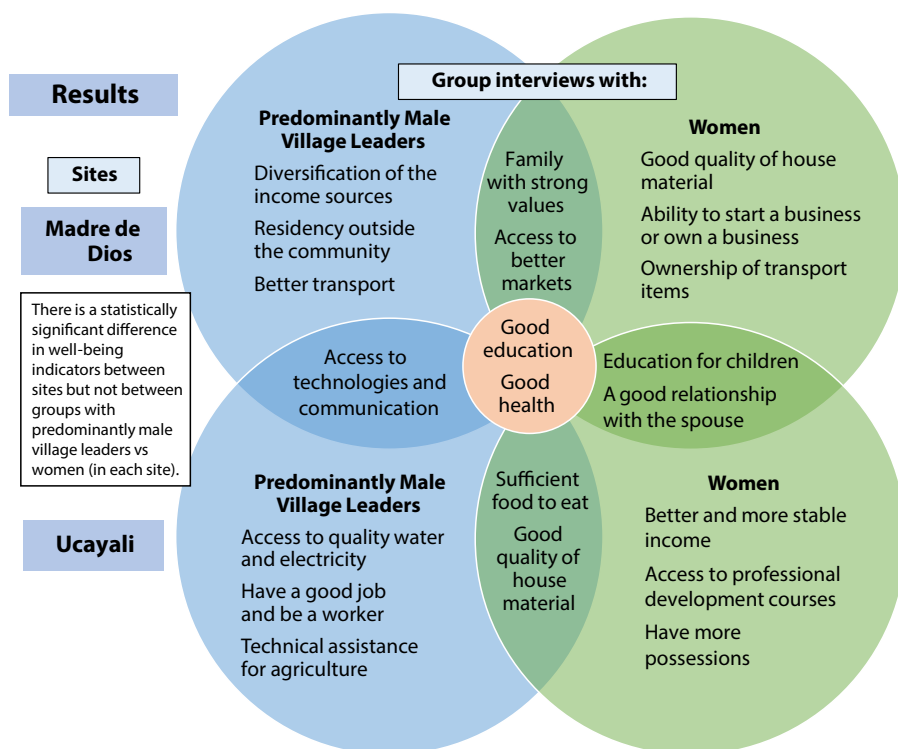 Results
Group interviews with:
Sites
Madre de
Dios
Predominantly Male
Village Leaders
Diversification of the
income sources
Residency outside
the community
Better transport
Family
with strong
values
Access to
better
markets
Women
Good quality of house
material
Ability to start a business
or own a business
Ownership of transport
items
There is a statistically
significant difference
in well-being
indicators between
sites but not between
groups with
predominantly male
village leaders vs
women (in each site).
Access to
technologies and
communication
Good
education
Good
health
Education for children
A good relationship
with the spouse
Ucayali
Predominantly Male
Village Leaders
Access to quality water
and electricity
Have a good job
and be a worker
Technical assistance
for agriculture
Sufficient
food to eat
Good
quality of
house
material
Women
Better and more stable
income
Access to professional
development courses
Have more
possessions